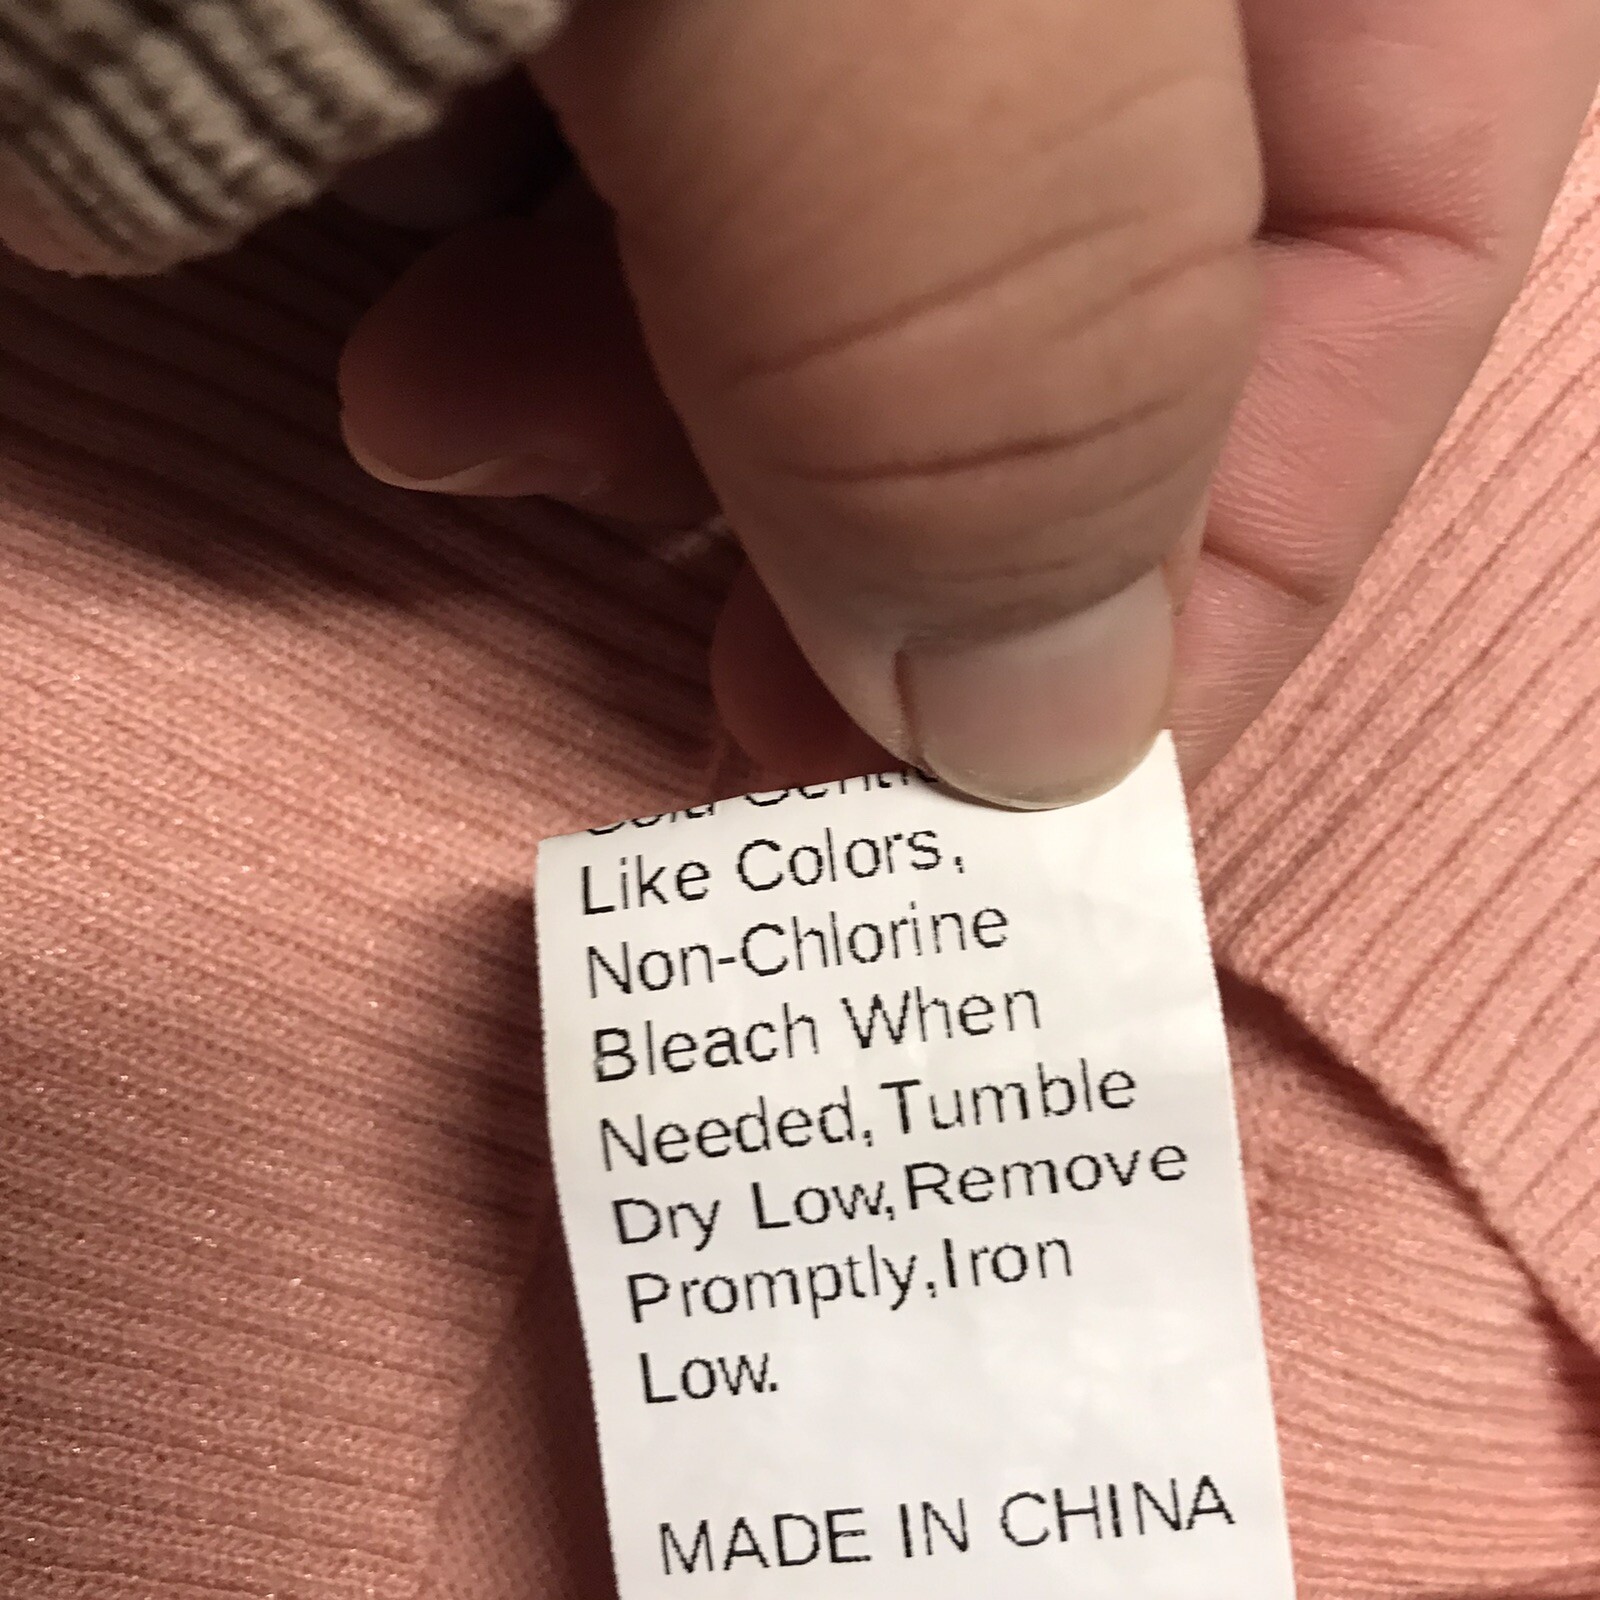 Like Colors,
Non-Chlorine
Bleach When
Needed,Tumble
Dry Low,Remove
Promptly,Iron
Low.
MADE IN CHINA